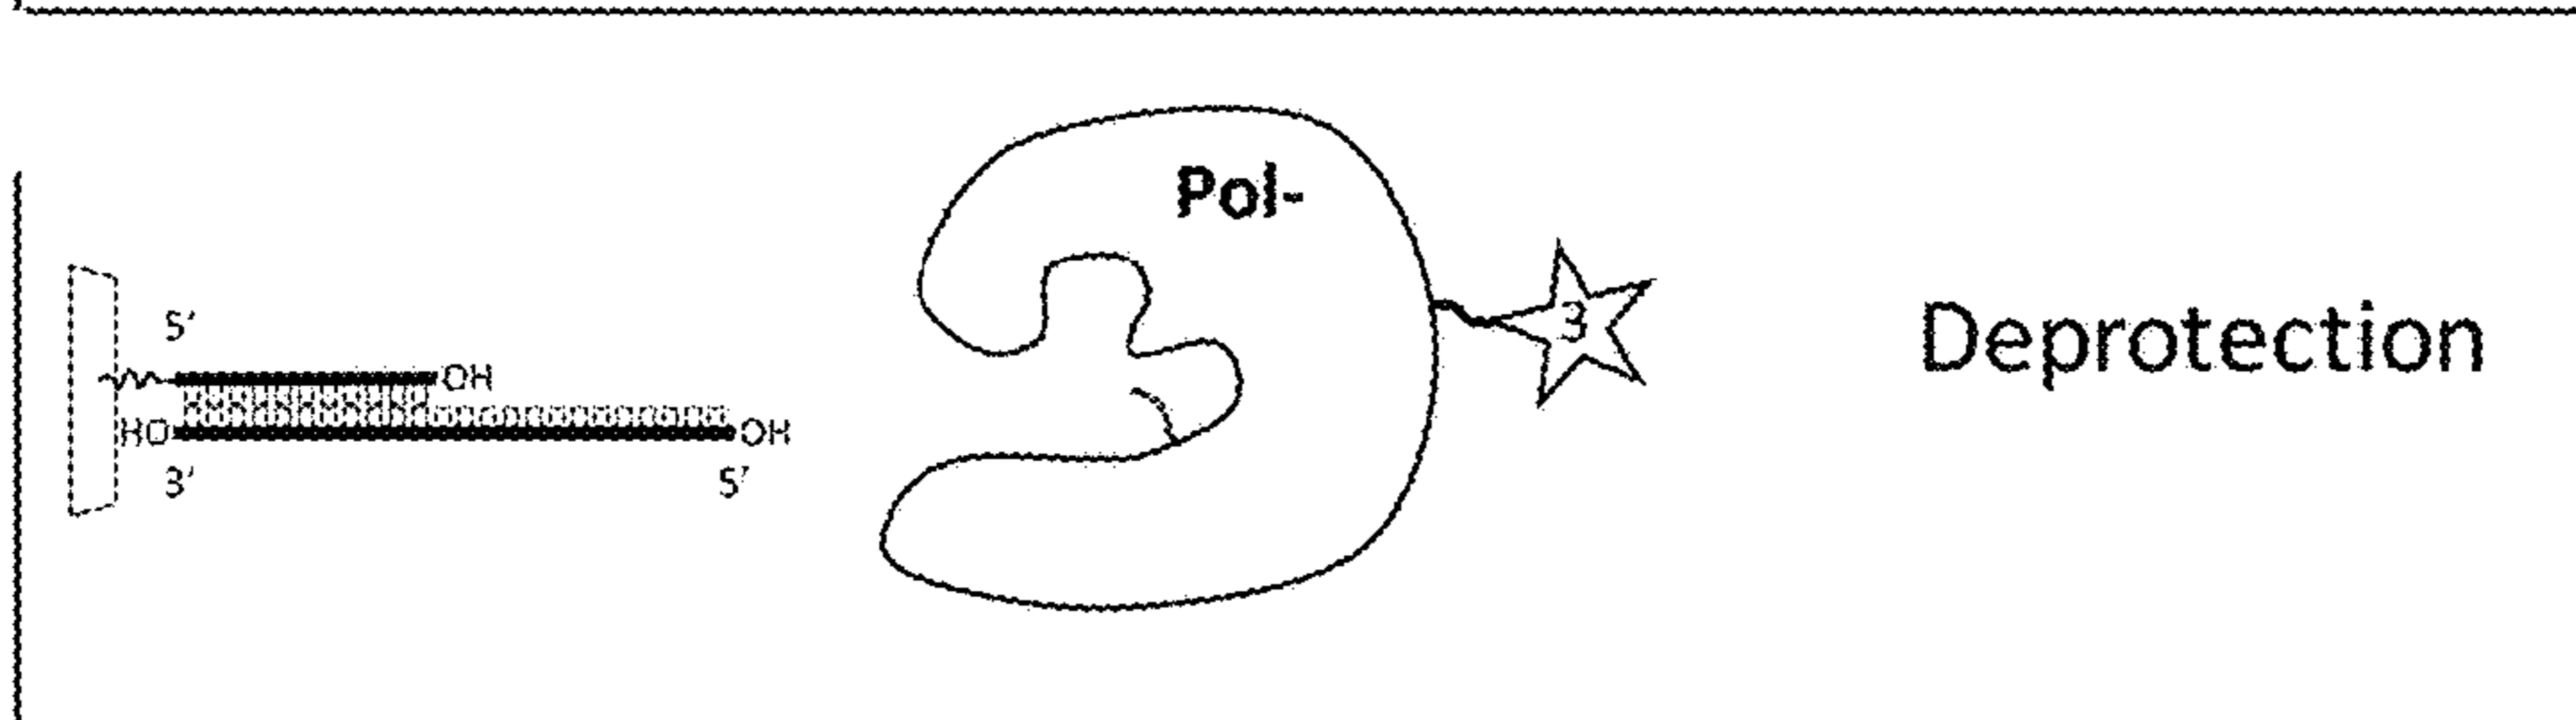 Pol-
3
Deprotection
5'
OH
HO
OH
3'
5'